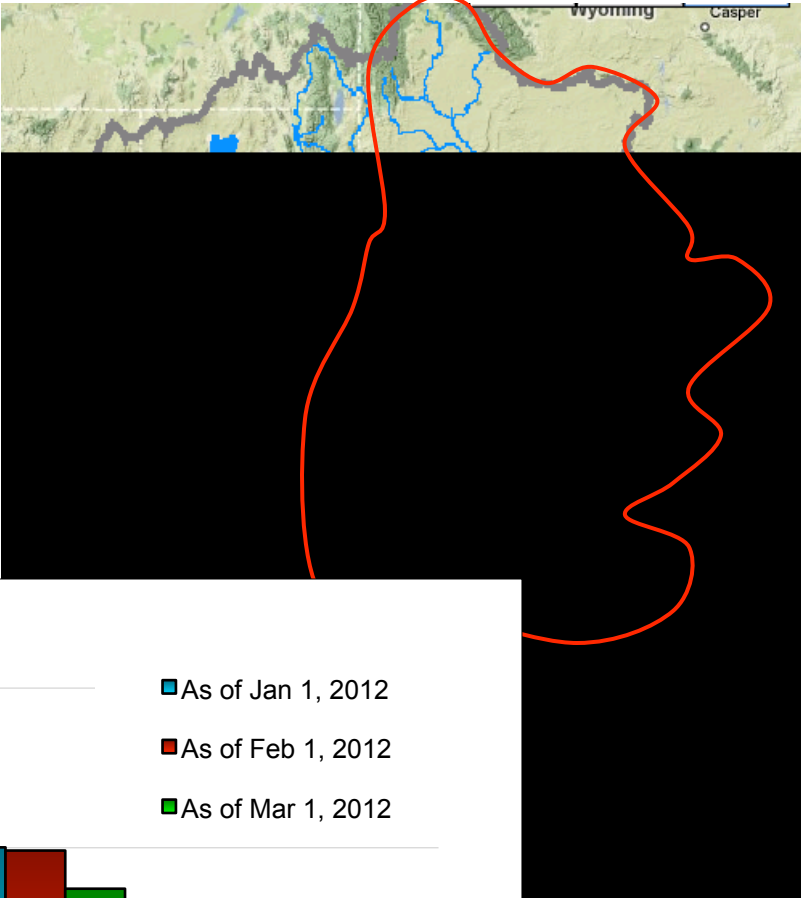 Wyoming
Casper
As of Jan 1, 2012
As of Feb 1, 2012
As of Mar 1, 2012